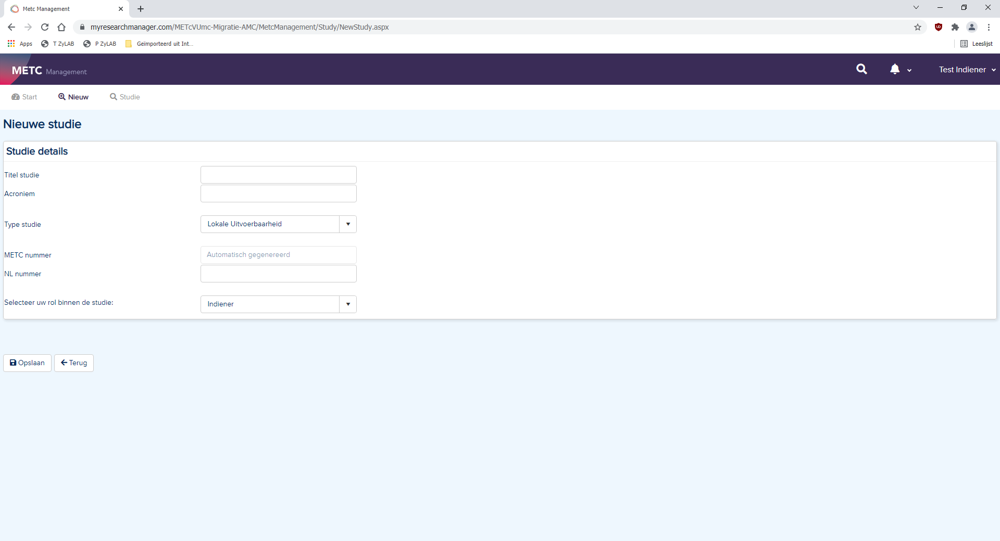 Metc Management
myresearchmanager.com/METcVUmc-Migratie-AMC/MetcManagement/Study/NewStudy.aspx
Apps T ZyLAB P ZyLAB Geïmporteerd uit Int... Leeslijst
METC Management Test Indiener
Start Nieuw Studie
Nieuwe studie
Studie details
Titel studie
Acroniem
Type studie Lokale Uitvoerbaarheid
METC nummer Automatisch gegenereerd
NL nummer
Selecteer uw rol binnen de studie: Indiener
Opslaan Terug